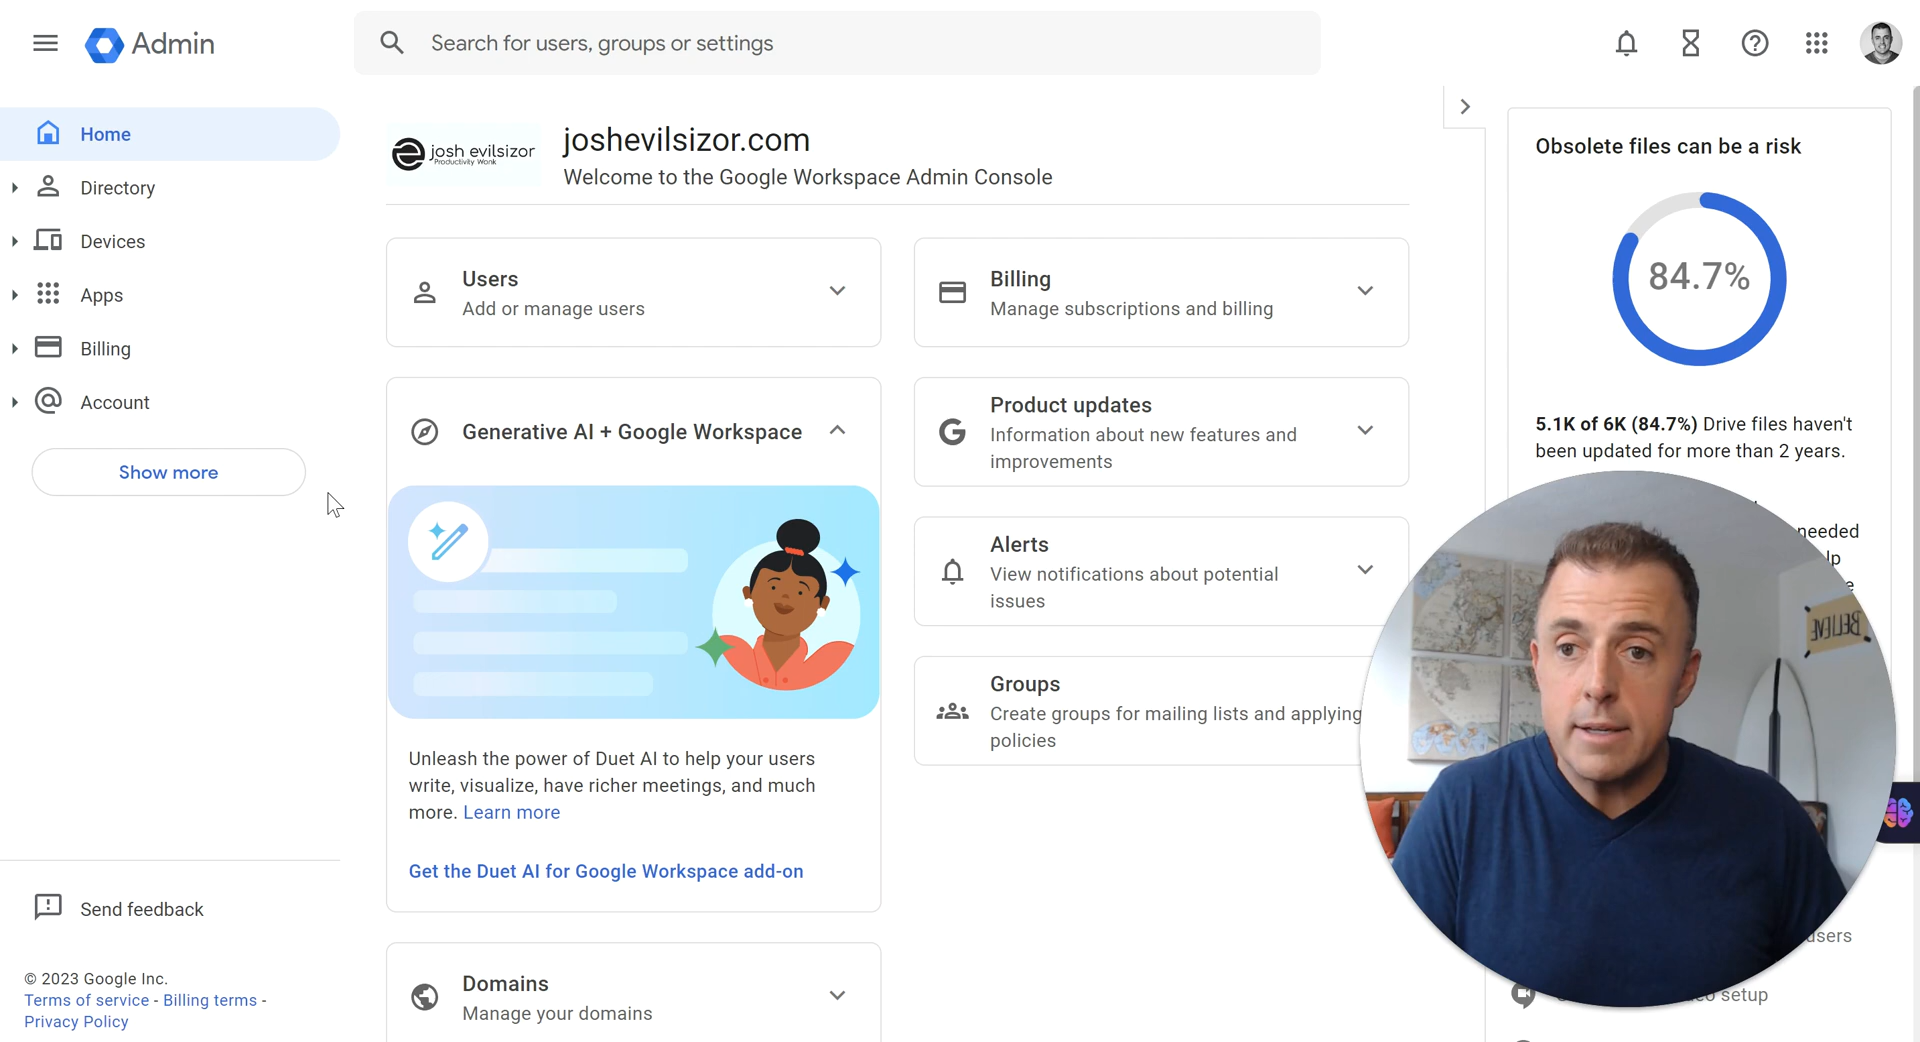 Admin
Search for users, groups or settings
Home
Directory
Devices
Apps
Billing
Account
Show more
Send feedback
© 2023 Google Inc.
Terms of service - Billing terms -
Privacy Policy
josh evilsizor
Productivity Wonk
joshevilsizor.com
Welcome to the Google Workspace Admin Console
Users
Add or manage users
Generative AI + Google Workspace
Unleash the power of Duet AI to help your users
write, visualize, have richer meetings, and much
more. Learn more
Get the Duet AI for Google Workspace add-on
Domains
Manage your domains
Billing
Manage subscriptions and billing
Product updates
Information about new features and
improvements
Alerts
View notifications about potential
issues
Groups
Create groups for mailing lists and applying
policies
Obsolete files can be a risk
84.7%
5.1K of 6K (84.7%) Drive files haven't
been updated for more than 2 years.
needed
BELIEVE
users
setup